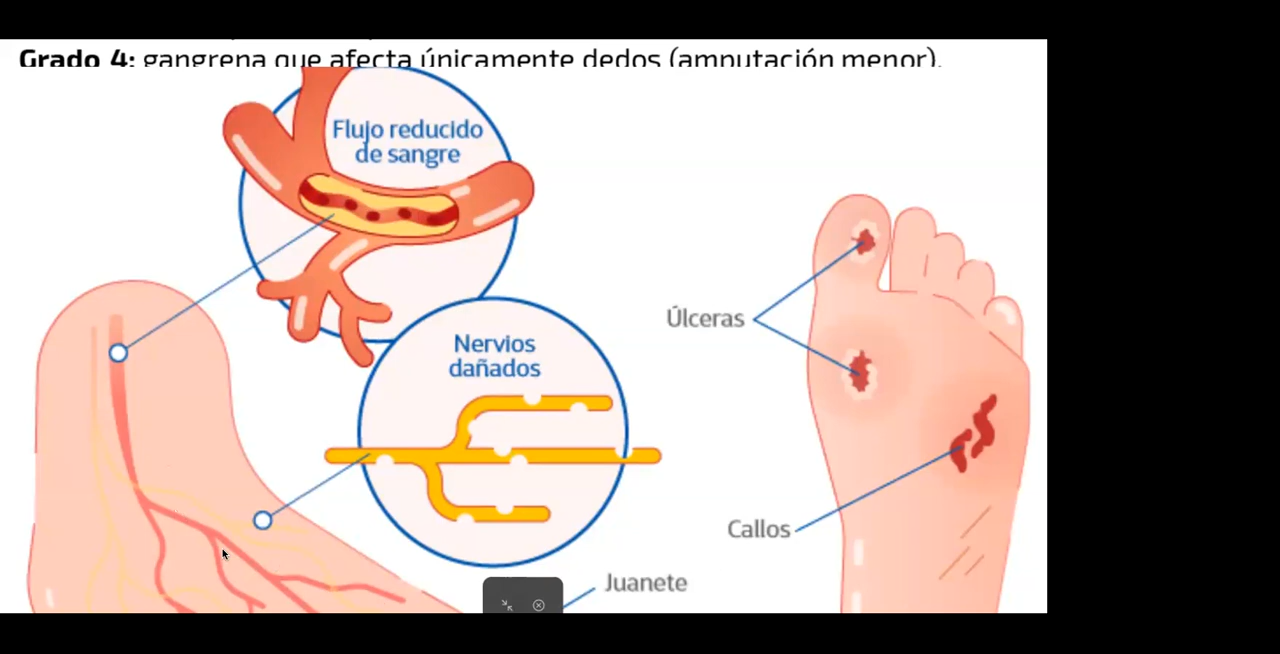 Grado 4: gangrena que afecta únicamente dedos (amputación menor).
Flujo reducido
de sangre
Nervios
dañados
Úlceras
Callos
Juanete